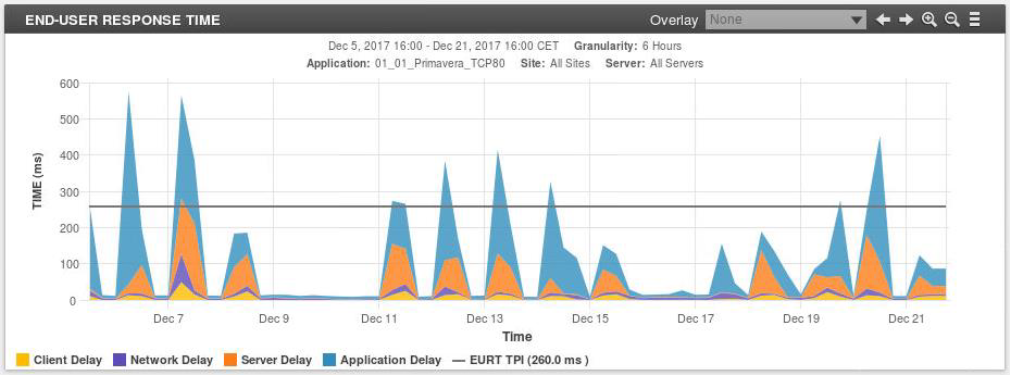 END-USER RESPONSE TIME Overlay None
Dec 5, 2017 16:00 - Dec 21, 2017 16:00 CET Granularity: 6 Hours
Application: 01_01_Primavera_TCP80 Site: All Sites Server: All Servers
600
500
400
300
200
100
0
TIME (ms)
Dec 7 Dec 9 Dec 11 Dec 13 Dec 15 Dec 17 Dec 19 Dec 21
Time
Client Delay Network Delay Server Delay Application Delay EURT TPI (260.0 ms )